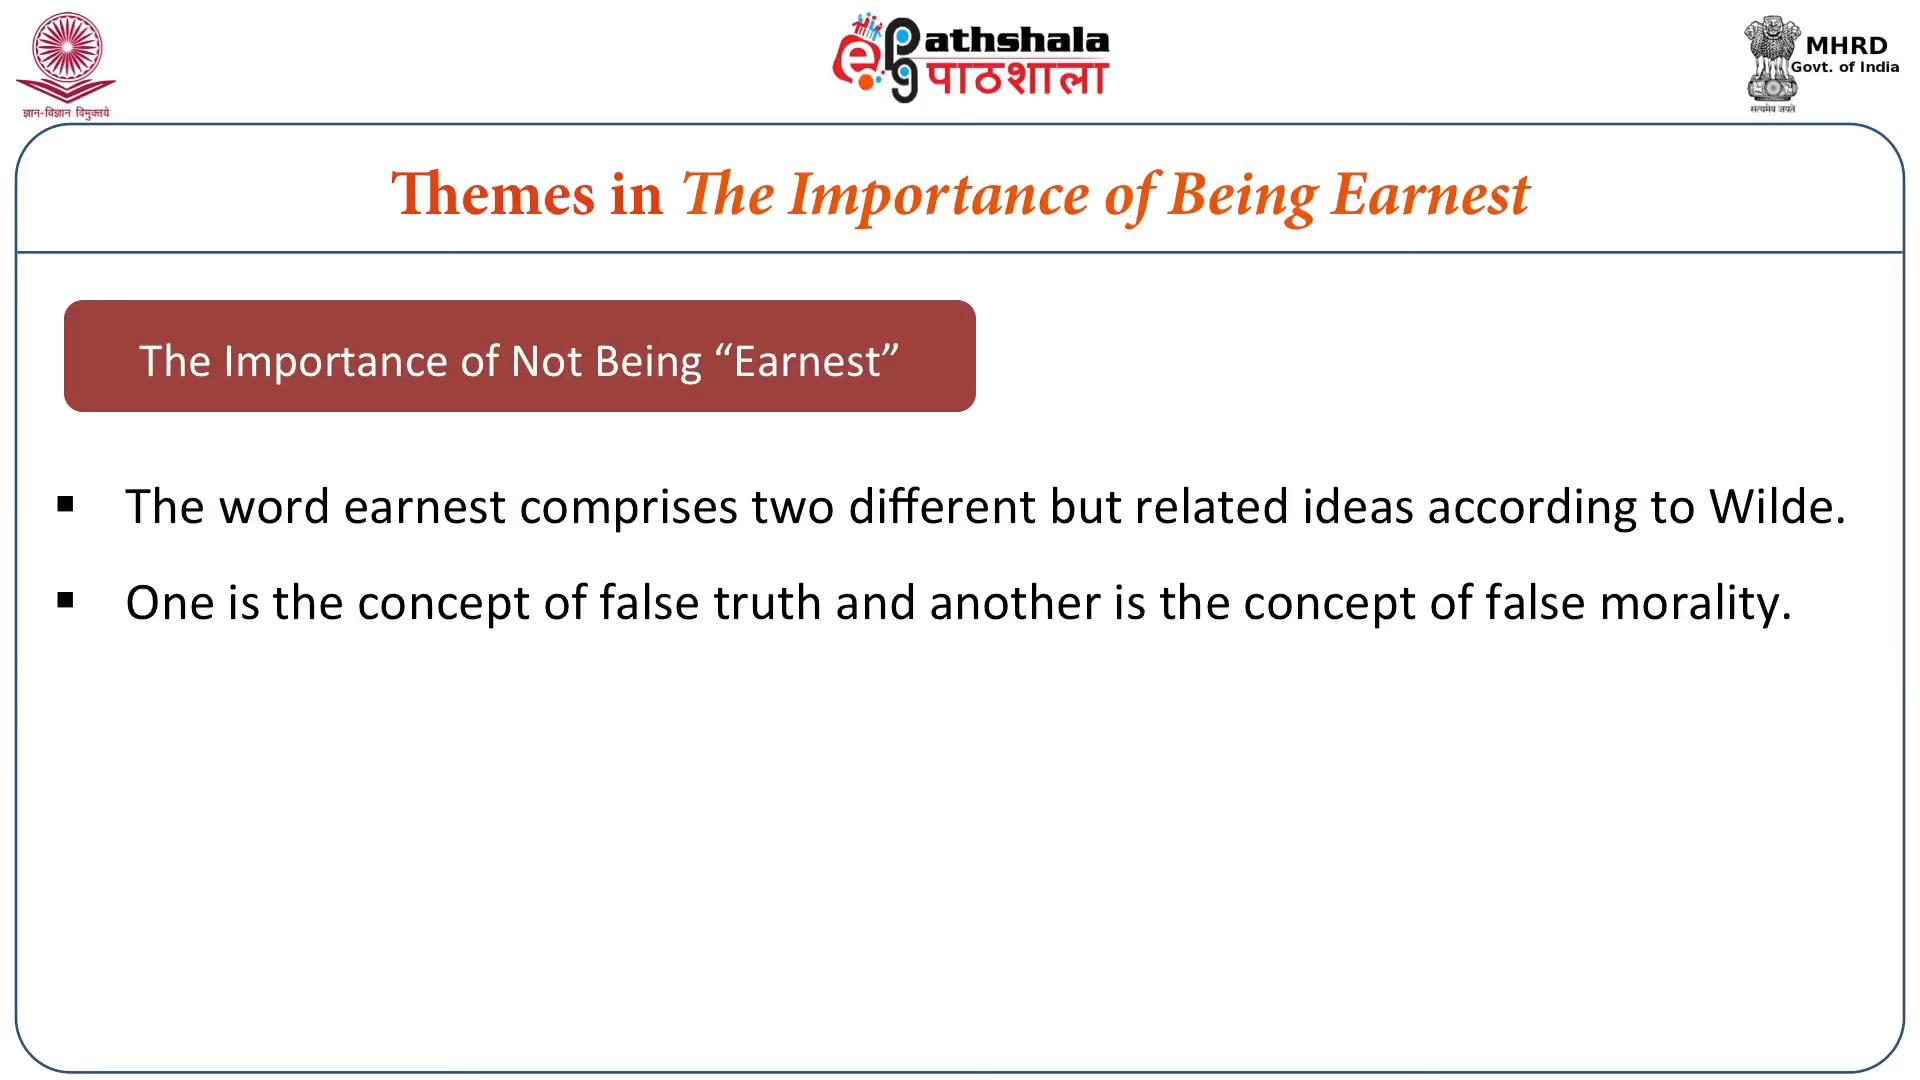 ज्ञान-विज्ञान विमुक्तये
e
pg
athshala
पाठशाला
MHRD
Govt. of India
सत्यमेव जयते
Themes in The Importance of Being Earnest
The Importance of Not Being “Earnest”
▪ The word earnest comprises two different but related ideas according to Wilde.
▪ One is the concept of false truth and another is the concept of false morality.